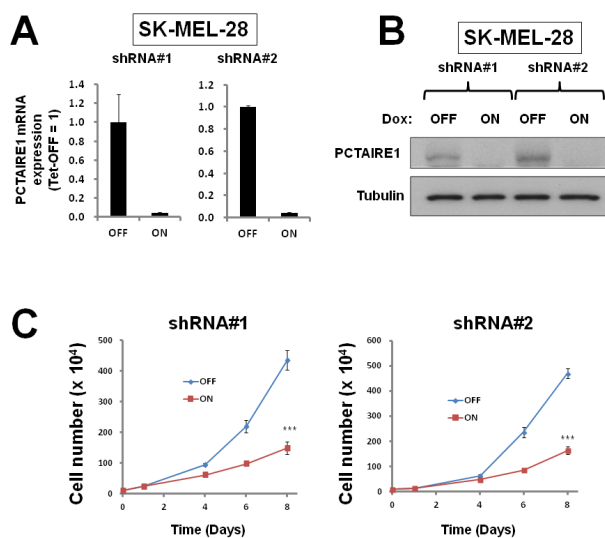 A
SK-MEL-28
shRNA#1
shRNA#2
PCTAIRE1 mRNA
expression
(Tet-OFF = 1)
1.4
1.2
1.0
0.8
0.6
0.4
0.2
0.0
OFF ON
1.2
1.0
0.8
0.6
0.4
0.2
0.0
OFF ON
B
SK-MEL-28
shRNA#1 shRNA#2
Dox: OFF ON OFF ON
PCTAIRE1
Tubulin
C
shRNA#1
Cell number (x 10⁴)
500
400
300
200
100
0
OFF
ON
***
0 2 4 6 8
Time (Days)
shRNA#2
Cell number (x 10⁴)
600
500
400
300
200
100
0
OFF
ON
***
0 2 4 6 8
Time (Days)